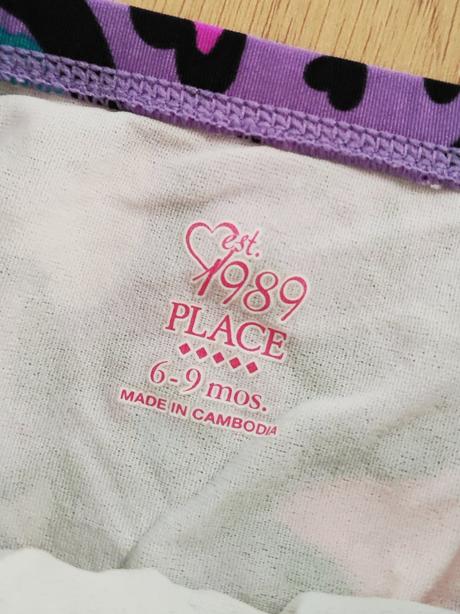 est.
1989
PLACE
6-9 mos.
MADE IN CAMBODIA